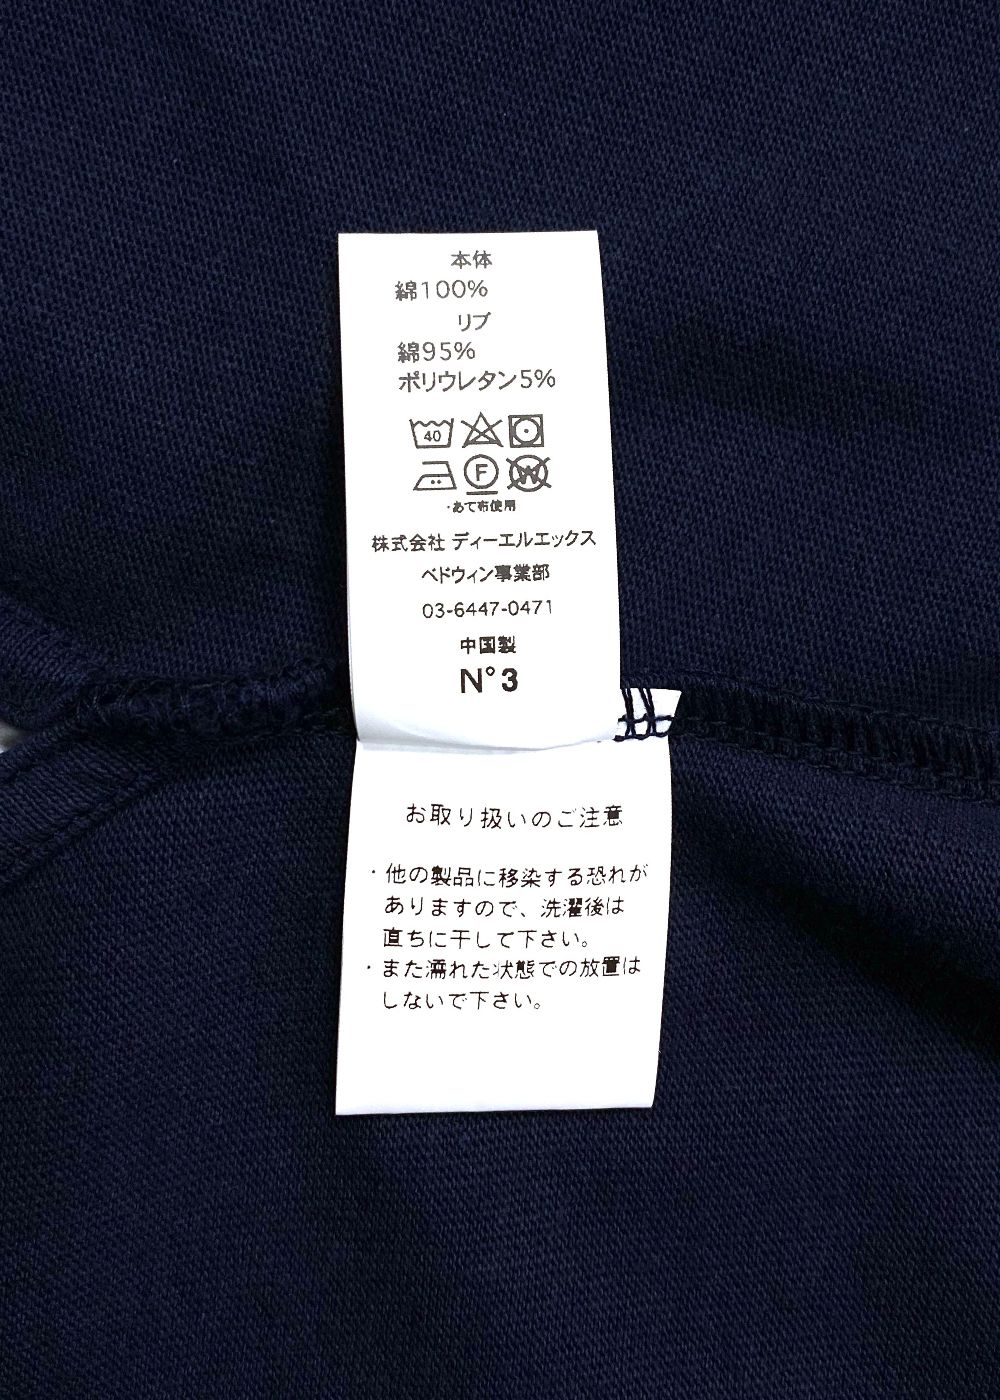 本体
綿100%
リブ
綿95%
ポリウレタン5%
40
F W
・あて布使用
株式会社 ディーエルエックス
ベドウィン事業部
03-6447-0471
中国製
N°3
お取り扱いのご注意
・他の製品に移染する恐れが
ありますので、洗濯後は
直ちに干して下さい。
・また濡れた状態での放置は
しないで下さい。